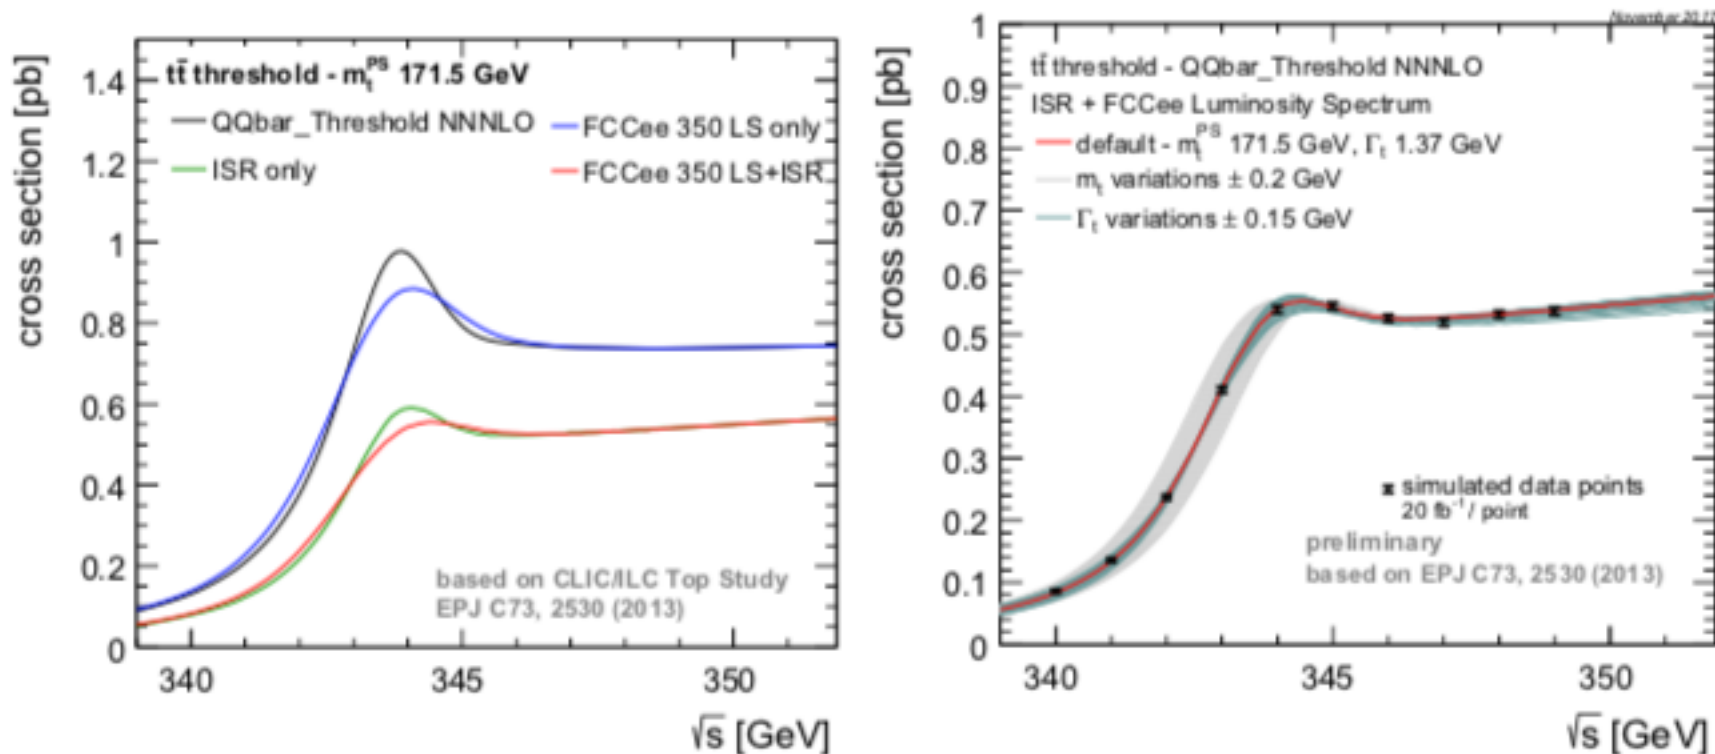 tt̄ threshold - m_t^PS 171.5 GeV
QQbar_Threshold NNNLO
FCCee 350 LS only
ISR only
FCCee 350 LS+ISR
cross section [pb]
1.4
1.2
1
0.8
0.6
0.4
0.2
0
based on CLIC/ILC Top Study
EPJ C73, 2530 (2013)
340
345
350
√s [GeV]
November 2017
tt̄ threshold - QQbar_Threshold NNNLO
ISR + FCCee Luminosity Spectrum
default - m_t^PS 171.5 GeV, Γ_t 1.37 GeV
m_t variations ± 0.2 GeV
Γ_t variations ± 0.15 GeV
cross section [pb]
1
0.9
0.8
0.7
0.6
0.5
0.4
0.3
0.2
0.1
0
simulated data points
20 fb⁻¹ / point
preliminary
based on EPJ C73, 2530 (2013)
340
345
350
√s [GeV]